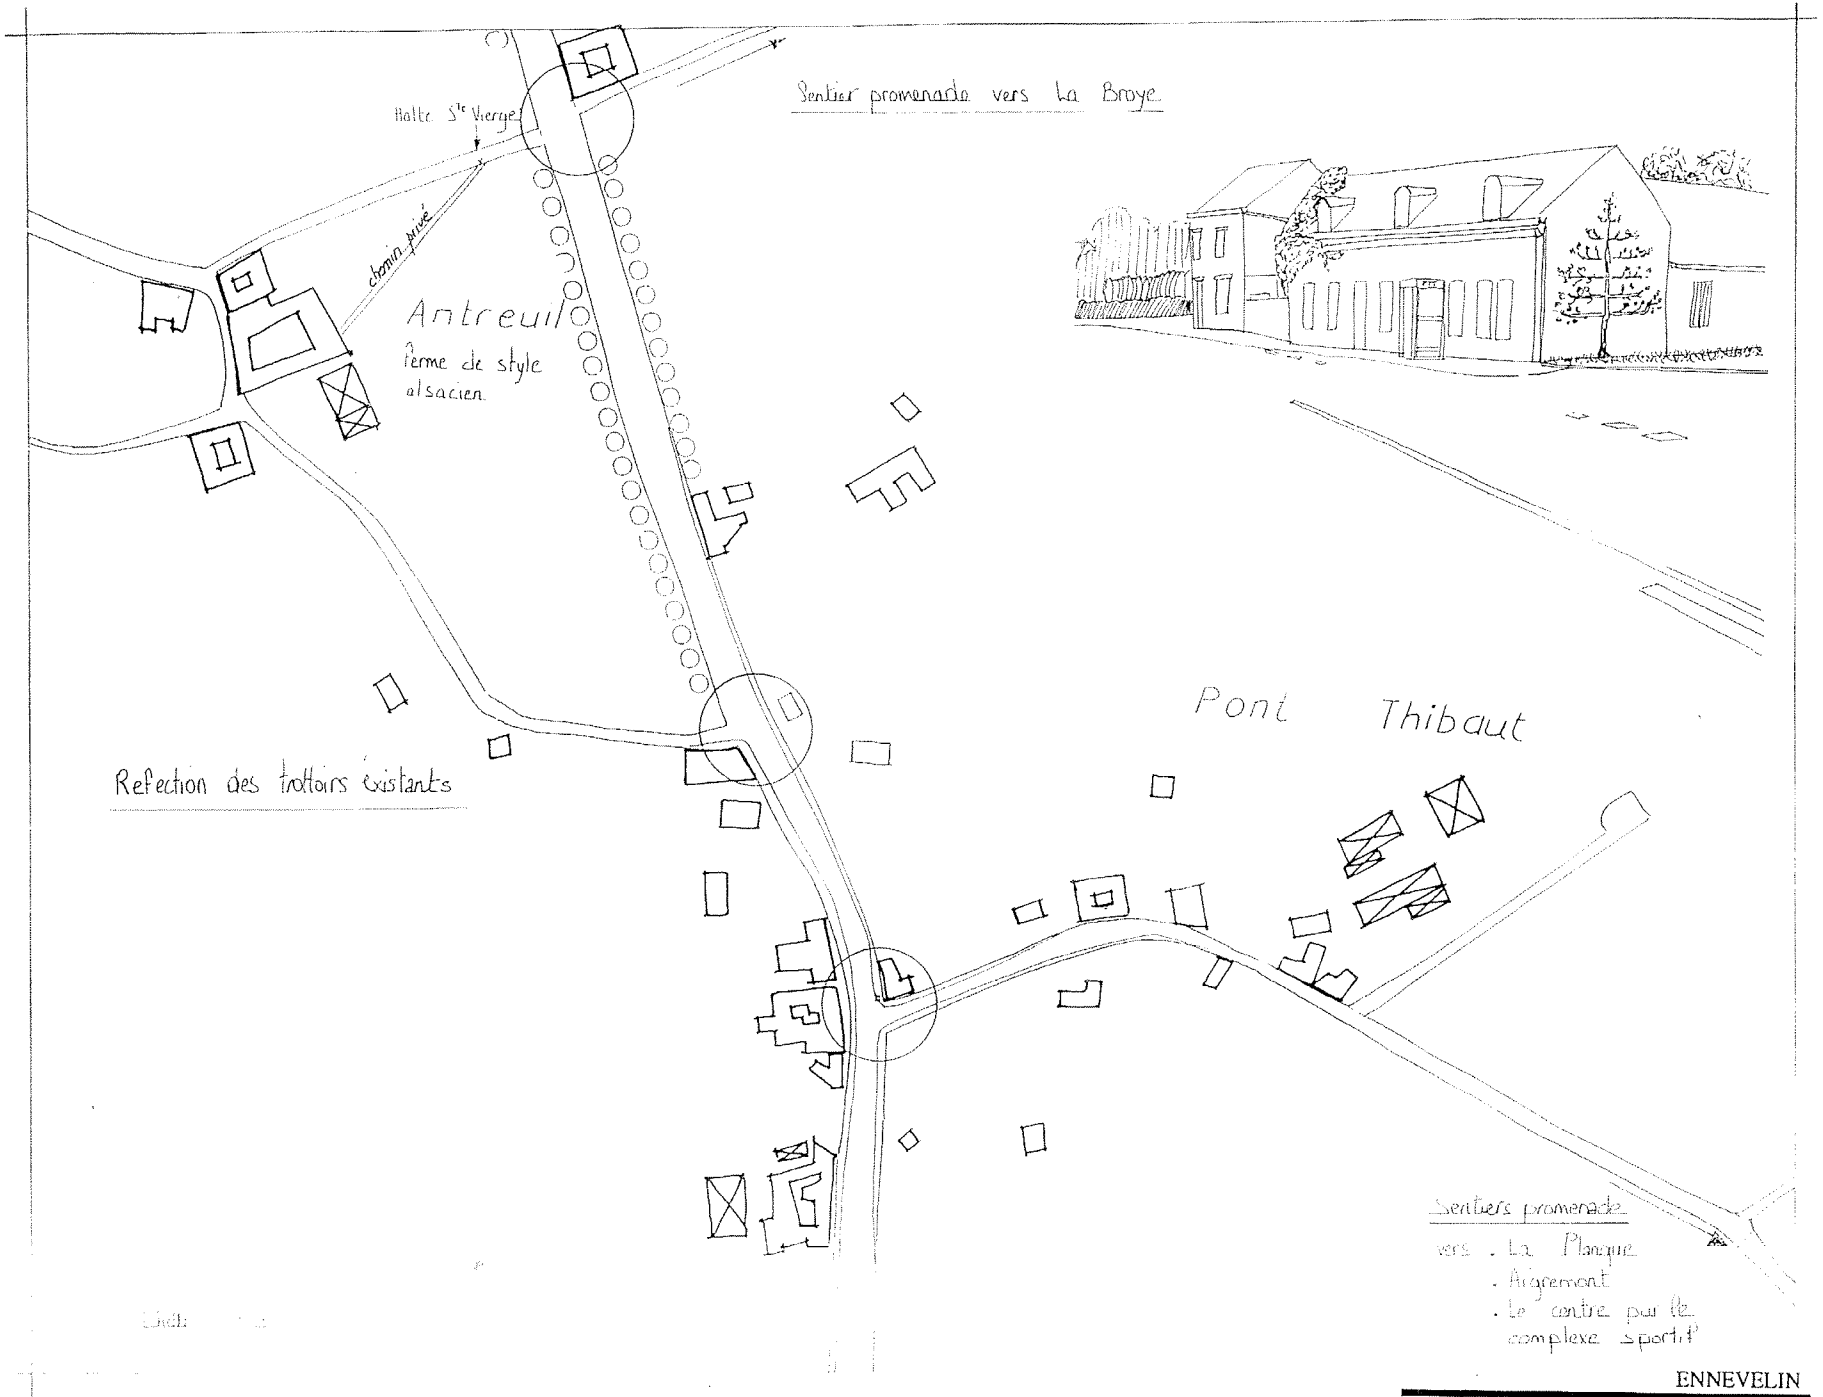 Sentier promenade vers La Broye
Halte Ste Vierge
chemin privé
Antreuil
Ferme de style
alsacien
Pont Thibaut
Refection des trottoirs éxistants
Sentiers promenade
vers . La Planque
. Aigremont
. Le centre par le
complexe sportif
ENNEVELIN